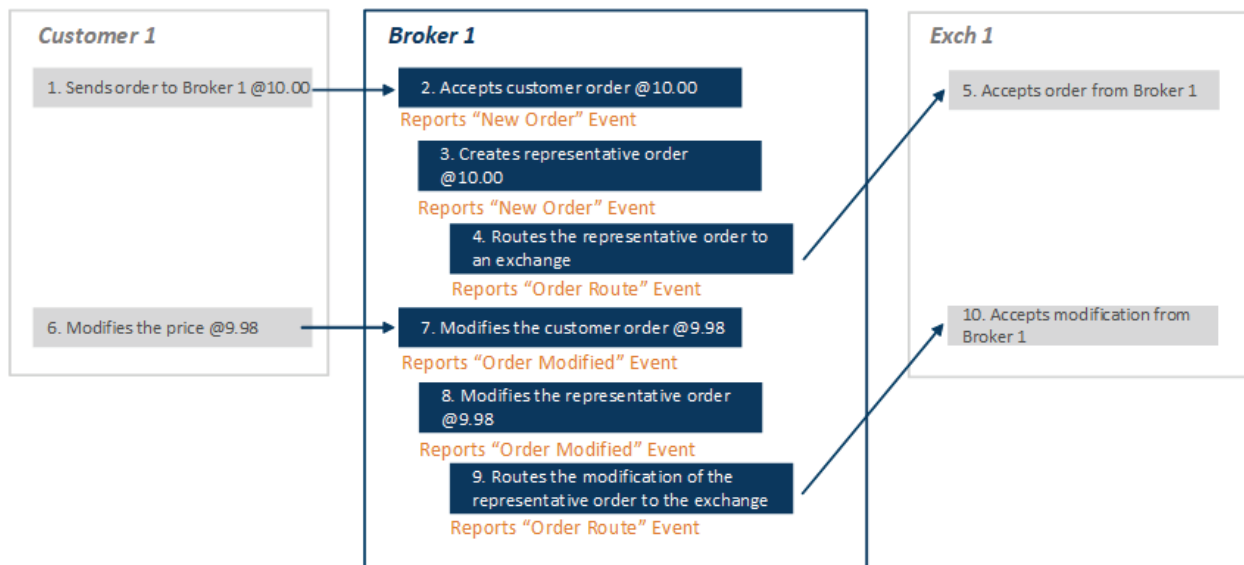 Customer 1
Broker 1
Exch 1
1. Sends order to Broker 1 @10.00
2. Accepts customer order @10.00
5. Accepts order from Broker 1
Reports “New Order” Event
3. Creates representative order
@10.00
Reports “New Order” Event
4. Routes the representative order to
an exchange
Reports “Order Route” Event
6. Modifies the price @9.98
7. Modifies the customer order @9.98
10. Accepts modification from
Broker 1
Reports “Order Modified” Event
8. Modifies the representative order
@9.98
Reports “Order Modified” Event
9. Routes the modification of the
representative order to the exchange
Reports “Order Route” Event